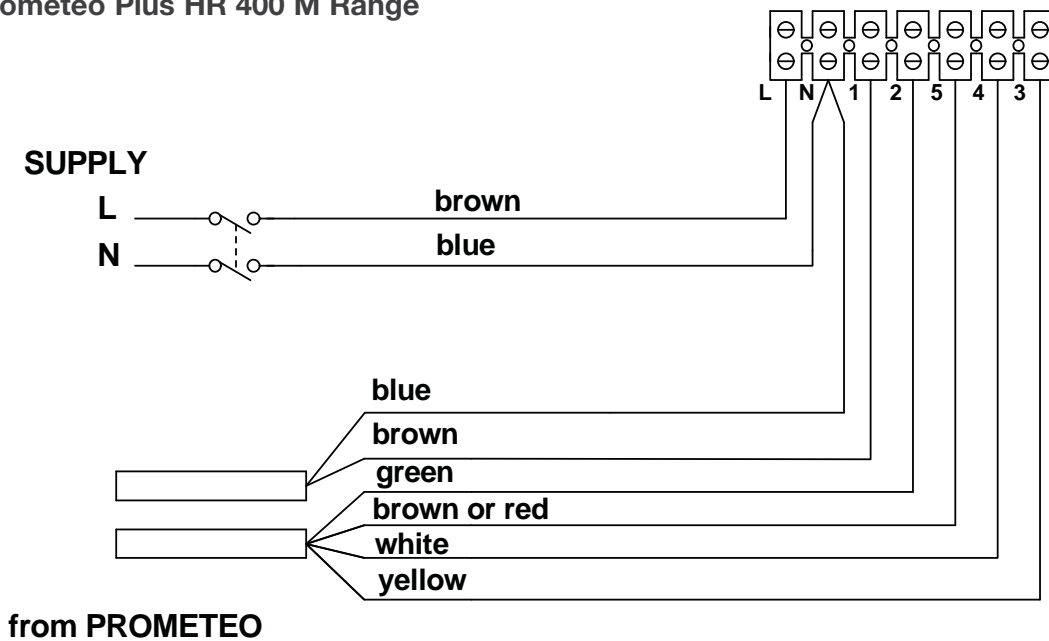 ometeo Plus HR 400 M Range
L N 1 2 5 4 3
SUPPLY
L
brown
N
blue
blue
brown
green
brown or red
white
yellow
from PROMETEO